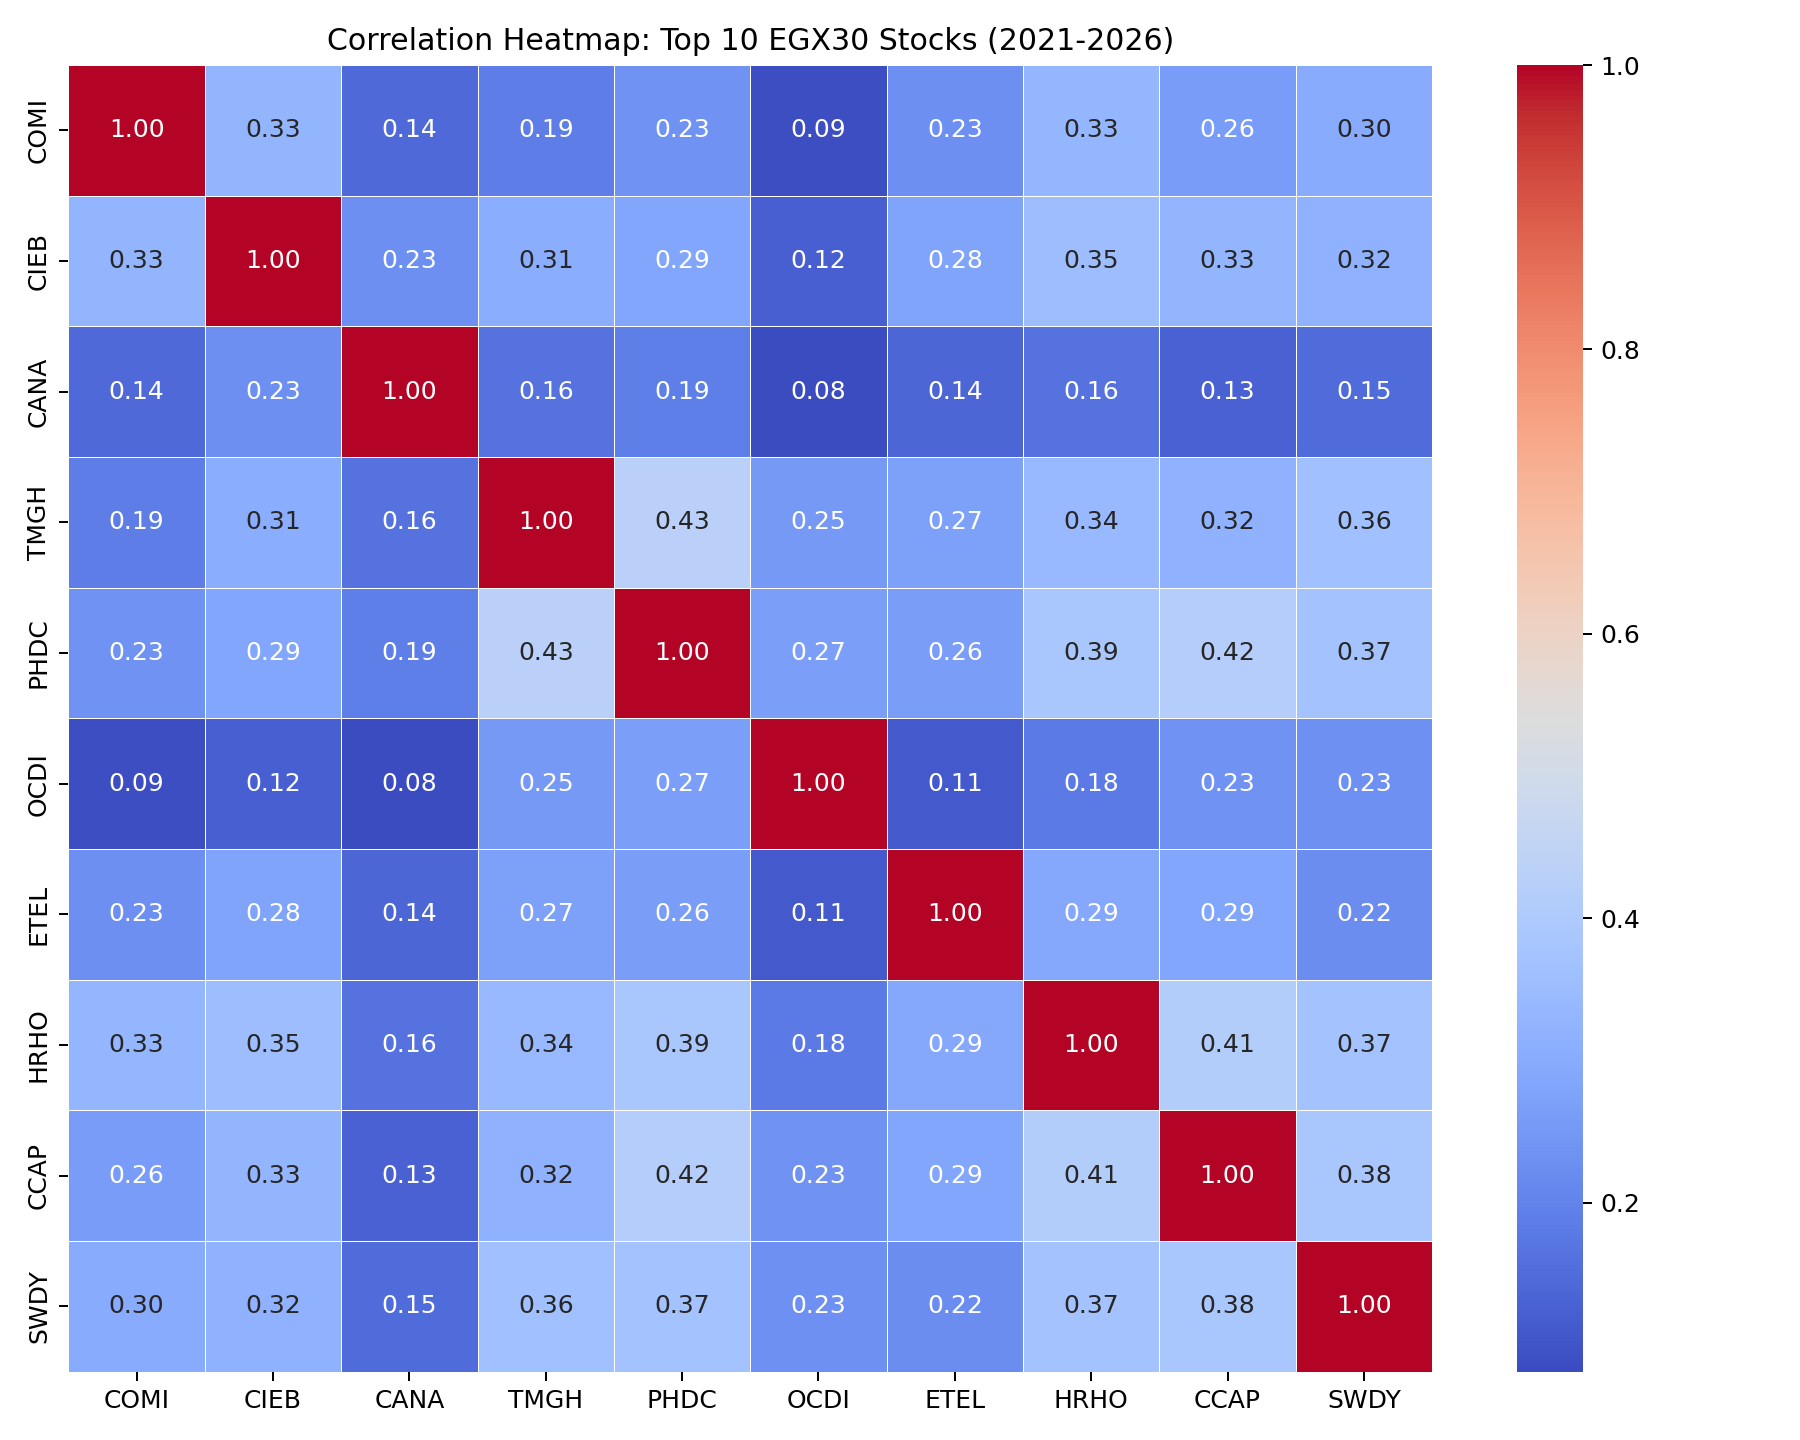 Correlation Heatmap: Top 10 EGX30 Stocks (2021-2026)
COMI 1.00 0.33 0.14 0.19 0.23 0.09 0.23 0.33 0.26 0.30
CIEB 0.33 1.00 0.23 0.31 0.29 0.12 0.28 0.35 0.33 0.32
CANA 0.14 0.23 1.00 0.16 0.19 0.08 0.14 0.16 0.13 0.15
TMGH 0.19 0.31 0.16 1.00 0.43 0.25 0.27 0.34 0.32 0.36
PHDC 0.23 0.29 0.19 0.43 1.00 0.27 0.26 0.39 0.42 0.37
OCDI 0.09 0.12 0.08 0.25 0.27 1.00 0.11 0.18 0.23 0.23
ETEL 0.23 0.28 0.14 0.27 0.26 0.11 1.00 0.29 0.29 0.22
HRHO 0.33 0.35 0.16 0.34 0.39 0.18 0.29 1.00 0.41 0.37
CCAP 0.26 0.33 0.13 0.32 0.42 0.23 0.29 0.41 1.00 0.38
SWDY 0.30 0.32 0.15 0.36 0.37 0.23 0.22 0.37 0.38 1.00
COMI CIEB CANA TMGH PHDC OCDI ETEL HRHO CCAP SWDY
1.0
0.8
0.6
0.4
0.2